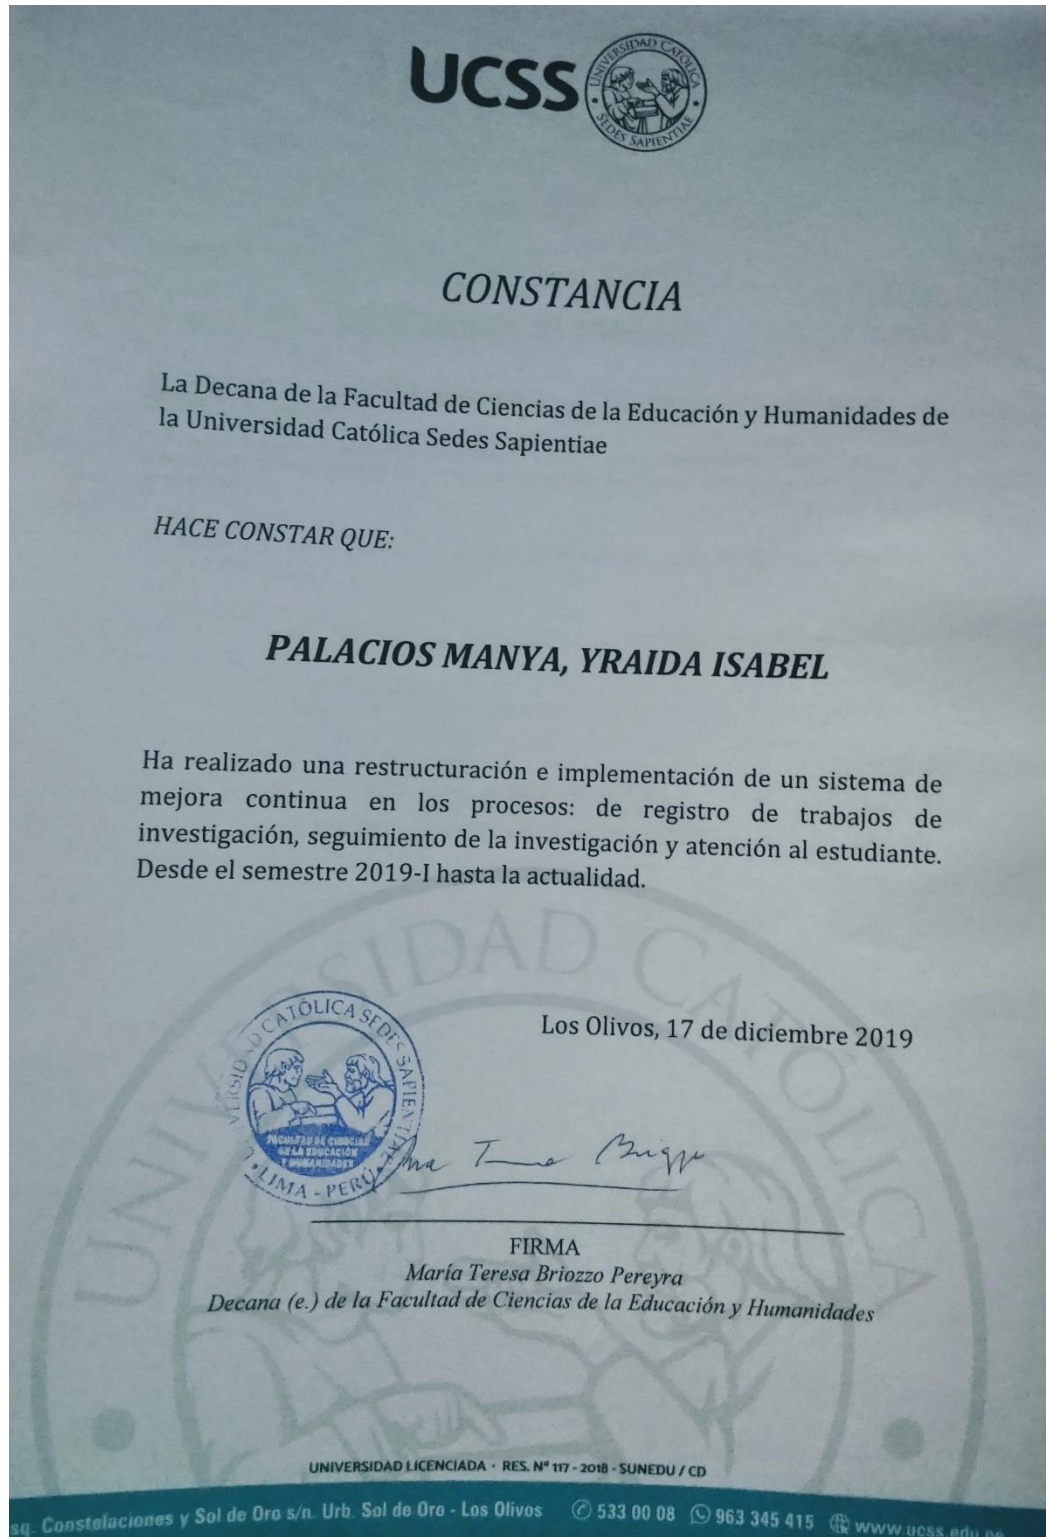 UCSS
UNIVERSIDAD CATÓLICA
SEDES SAPIENTIAE
CONSTANCIA
La Decana de la Facultad de Ciencias de la Educación y Humanidades de
la Universidad Católica Sedes Sapientiae
HACE CONSTAR QUE:
PALACIOS MANYA, YRAIDA ISABEL
Ha realizado una restructuración e implementación de un sistema de
mejora continua en los procesos: de registro de trabajos de
investigación, seguimiento de la investigación y atención al estudiante.
Desde el semestre 2019-I hasta la actualidad.
UNIVERSIDAD CATOLICA
Los Olivos, 17 de diciembre 2019
VERSIDAD CATÓLICA SEDES SAPIENTIAE
FACULTAD DE CIENCIAS
DE LA EDUCACIÓN
Y HUMANIDADES
LIMA - PERÚ
FIRMA
María Teresa Briozzo Pereyra
Decana (e.) de la Facultad de Ciencias de la Educación y Humanidades
UNIVERSIDAD LICENCIADA · RES. Nº 117 - 2018 - SUNEDU / CD
sq. Constelaciones y Sol de Oro s/n. Urb. Sol de Oro - Los Olivos 533 00 08 963 345 415 www.ucss.edu.pe